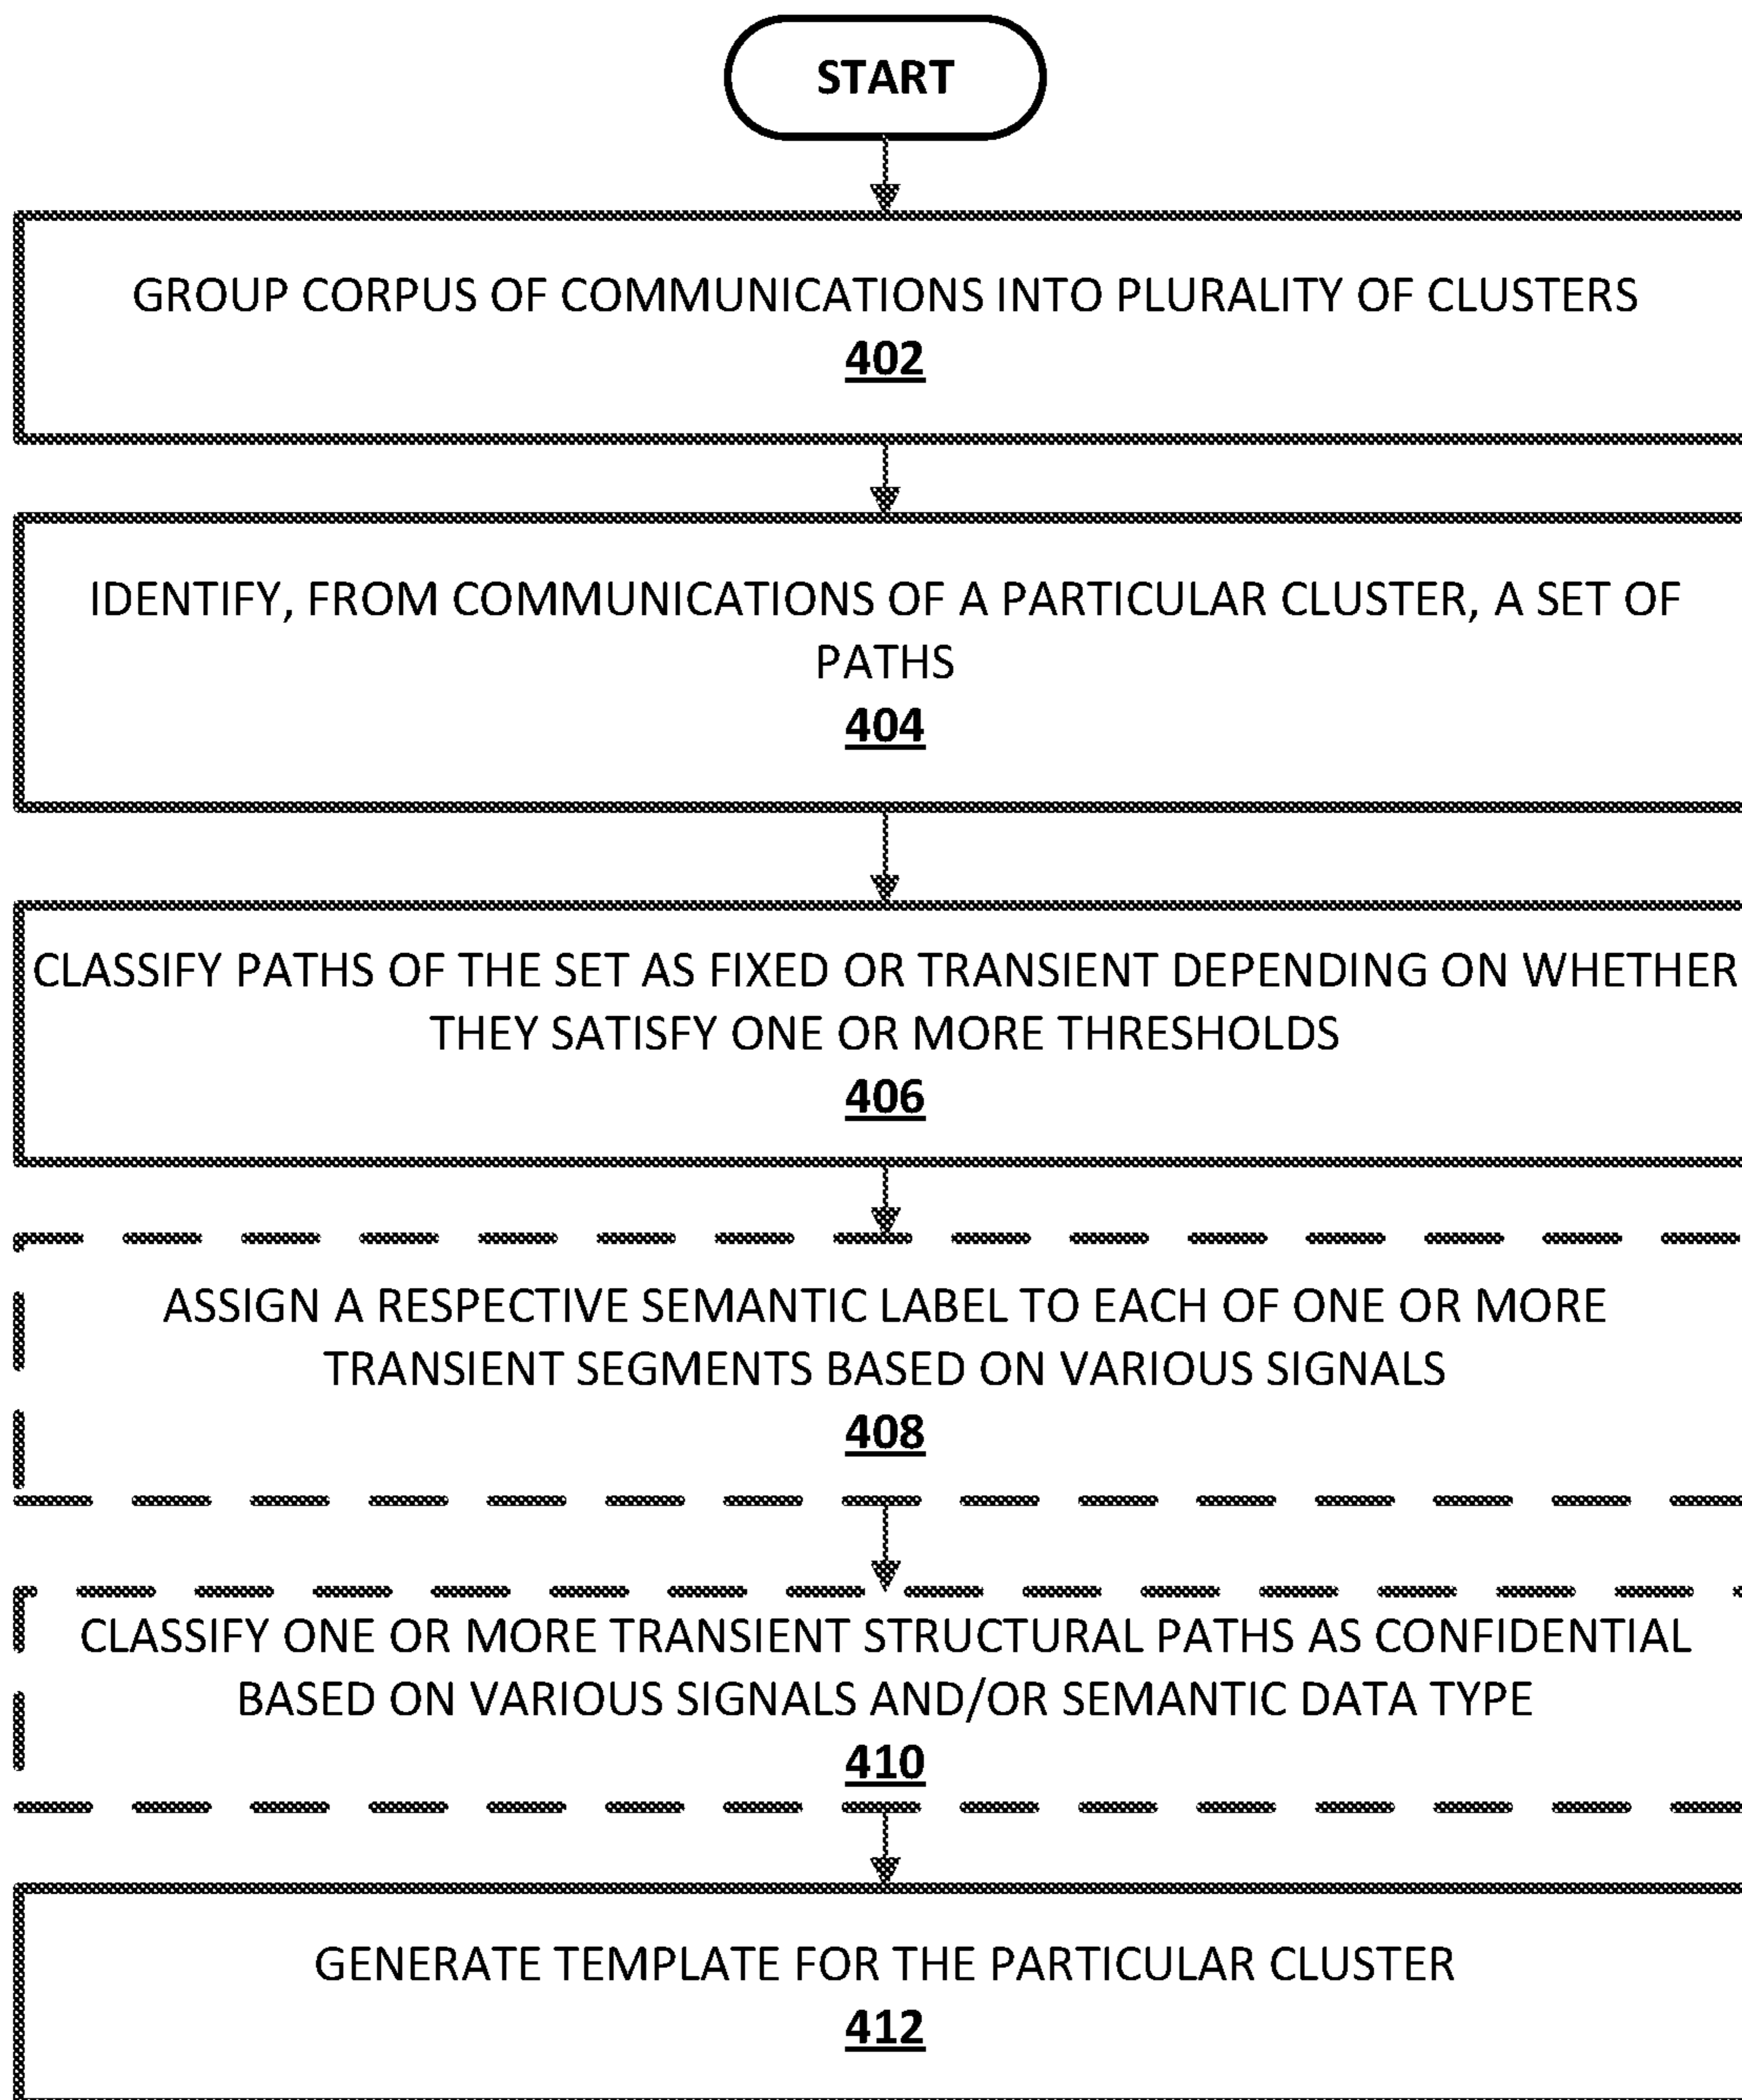 START
GROUP CORPUS OF COMMUNICATIONS INTO PLURALITY OF CLUSTERS
402
IDENTIFY, FROM COMMUNICATIONS OF A PARTICULAR CLUSTER, A SET OF
PATHS
404
CLASSIFY PATHS OF THE SET AS FIXED OR TRANSIENT DEPENDING ON WHETHER
THEY SATISFY ONE OR MORE THRESHOLDS
406
ASSIGN A RESPECTIVE SEMANTIC LABEL TO EACH OF ONE OR MORE
TRANSIENT SEGMENTS BASED ON VARIOUS SIGNALS
408
CLASSIFY ONE OR MORE TRANSIENT STRUCTURAL PATHS AS CONFIDENTIAL
BASED ON VARIOUS SIGNALS AND/OR SEMANTIC DATA TYPE
410
GENERATE TEMPLATE FOR THE PARTICULAR CLUSTER
412